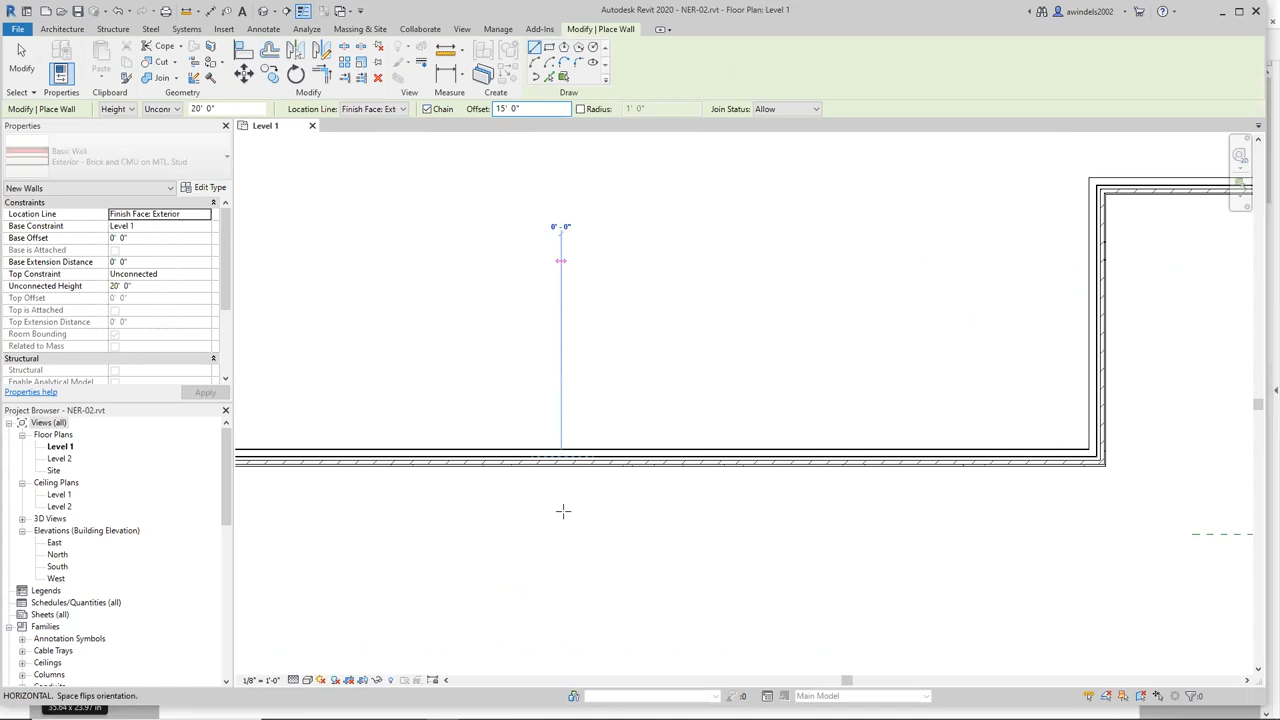 Autodesk Revit 2020 - NER-02.rvt - Floor Plan: Level 1
awindels2002
File Architecture Structure Steel Systems Insert Annotate Analyze Massing & Site Collaborate View Manage Add-Ins Modify | Place Wall
Modify
Paste
Cope
Cut
Join
Select Properties Clipboard Geometry Modify View Measure Create Draw
Modify | Place Wall Height Unconr 20' 0" Location Line: Finish Face: Ext Chain Offset: 15' 0" Radius: 1' 0" Join Status: Allow
Properties
Level 1
Basic Wall
Exterior - Brick and CMU on MTL Stud
New Walls Edit Type
Constraints
Location Line Finish Face: Exterior
Base Constraint Level 1
Base Offset 0' 0"
Base is Attached
Base Extension Distance 0' 0"
Top Constraint Unconnected
Unconnected Height 20' 0"
Top Offset 0' 0"
Top is Attached
Top Extension Distance 0' 0"
Room Bounding
Related to Mass
Structural
Structural
Enable Analytical Model
Properties help Apply
0' - 0"
Project Browser - NER-02.rvt
Views (all)
Floor Plans
Level 1
Level 2
Site
Ceiling Plans
Level 1
Level 2
3D Views
Elevations (Building Elevation)
East
North
South
West
Legends
Schedules/Quantities (all)
Sheets (all)
Families
Annotation Symbols
Cable Trays
Ceilings
Columns
1/8" = 1'-0"
HORIZONTAL. Space flips orientation.
:0
Main Model
:0
35.64 x 23.97 in